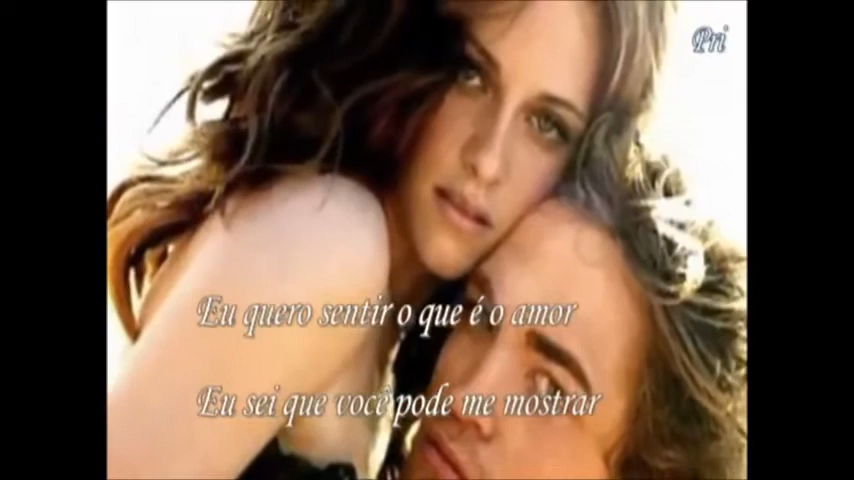 Pri
Eu quero sentir o que é o amor
Eu sei que você pode me mostrar